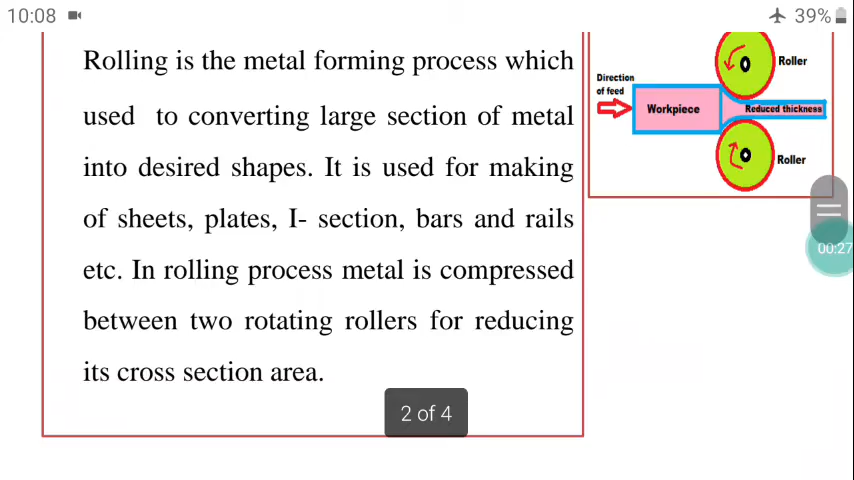 10:08
39%
Rolling is the metal forming process which
used to converting large section of metal
into desired shapes. It is used for making
of sheets, plates, I- section, bars and rails
etc. In rolling process metal is compressed
between two rotating rollers for reducing
its cross section area.
Roller
Direction
of feed
Workpiece
Reduced thickness
Roller
00:27
2 of 4